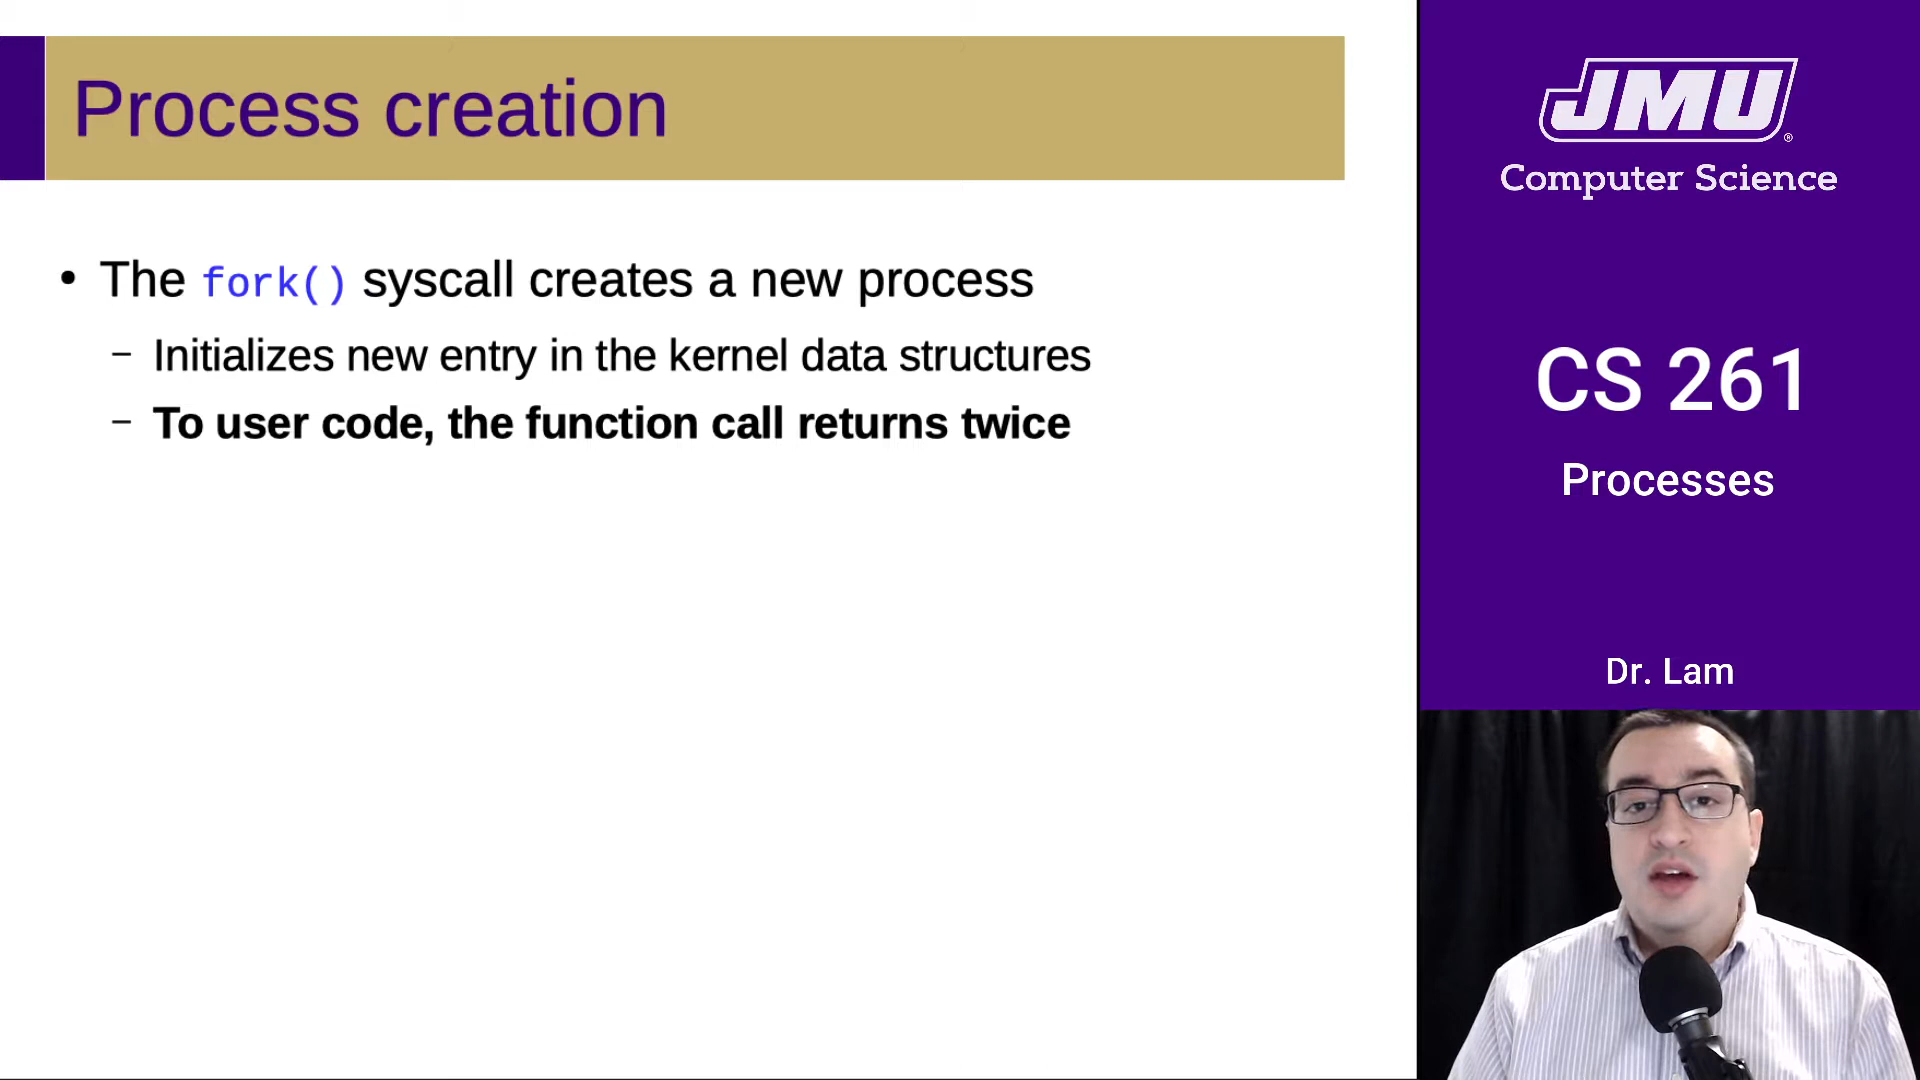 Process creation
• The fork() syscall creates a new process
– Initializes new entry in the kernel data structures
– To user code, the function call returns twice
JMU®
Computer Science
CS 261
Processes
Dr. Lam